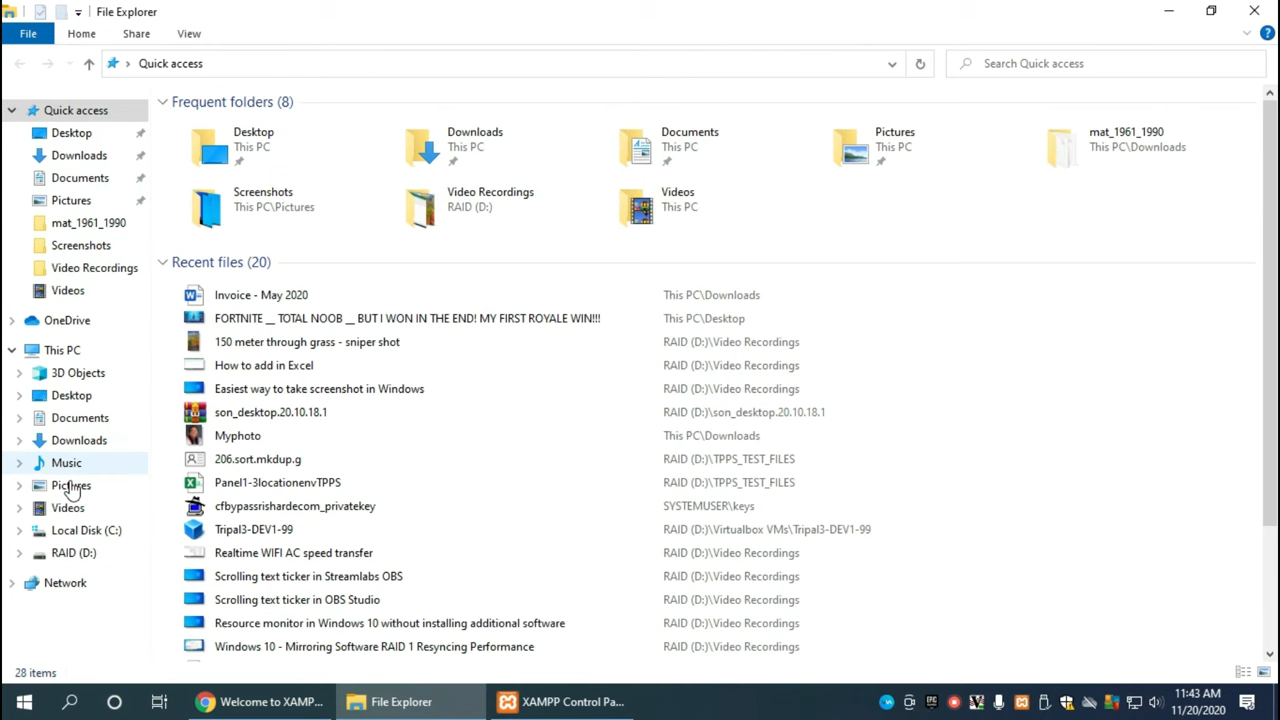 File Explorer
File Home Share View
Quick access
Search Quick access
Quick access
Desktop
Downloads
Documents
Pictures
mat_1961_1990
Screenshots
Video Recordings
Videos
OneDrive
This PC
3D Objects
Desktop
Documents
Downloads
Music
Pictures
Videos
Local Disk (C:)
RAID (D:)
Network
Frequent folders (8)
Desktop
This PC
Downloads
This PC
Documents
This PC
Pictures
This PC
mat_1961_1990
This PC\Downloads
Screenshots
This PC\Pictures
Video Recordings
RAID (D:)
Videos
This PC
Recent files (20)
Invoice - May 2020 This PC\Downloads
FORTNITE __ TOTAL NOOB __ BUT I WON IN THE END! MY FIRST ROYALE WIN!!! This PC\Desktop
150 meter through grass - sniper shot RAID (D:)\Video Recordings
How to add in Excel RAID (D:)\Video Recordings
Easiest way to take screenshot in Windows RAID (D:)\Video Recordings
son_desktop.20.10.18.1 RAID (D:)\son_desktop.20.10.18.1
Myphoto This PC\Downloads
206.sort.mkdup.g RAID (D:)\TPPS_TEST_FILES
Panel1-3locationenvTPPS RAID (D:)\TPPS_TEST_FILES
cfbypassrishardecom_privatekey SYSTEMUSER\keys
Tripal3-DEV1-99 RAID (D:)\Virtualbox VMs\Tripal3-DEV1-99
Realtime WIFI AC speed transfer RAID (D:)\Video Recordings
Scrolling text ticker in Streamlabs OBS RAID (D:)\Video Recordings
Scrolling text ticker in OBS Studio RAID (D:)\Video Recordings
Resource monitor in Windows 10 without installing additional software RAID (D:)\Video Recordings
Windows 10 - Mirroring Software RAID 1 Resyncing Performance RAID (D:)\Video Recordings
28 items
Welcome to XAMP... File Explorer XAMPP Control Pa...
11:43 AM
11/20/2020